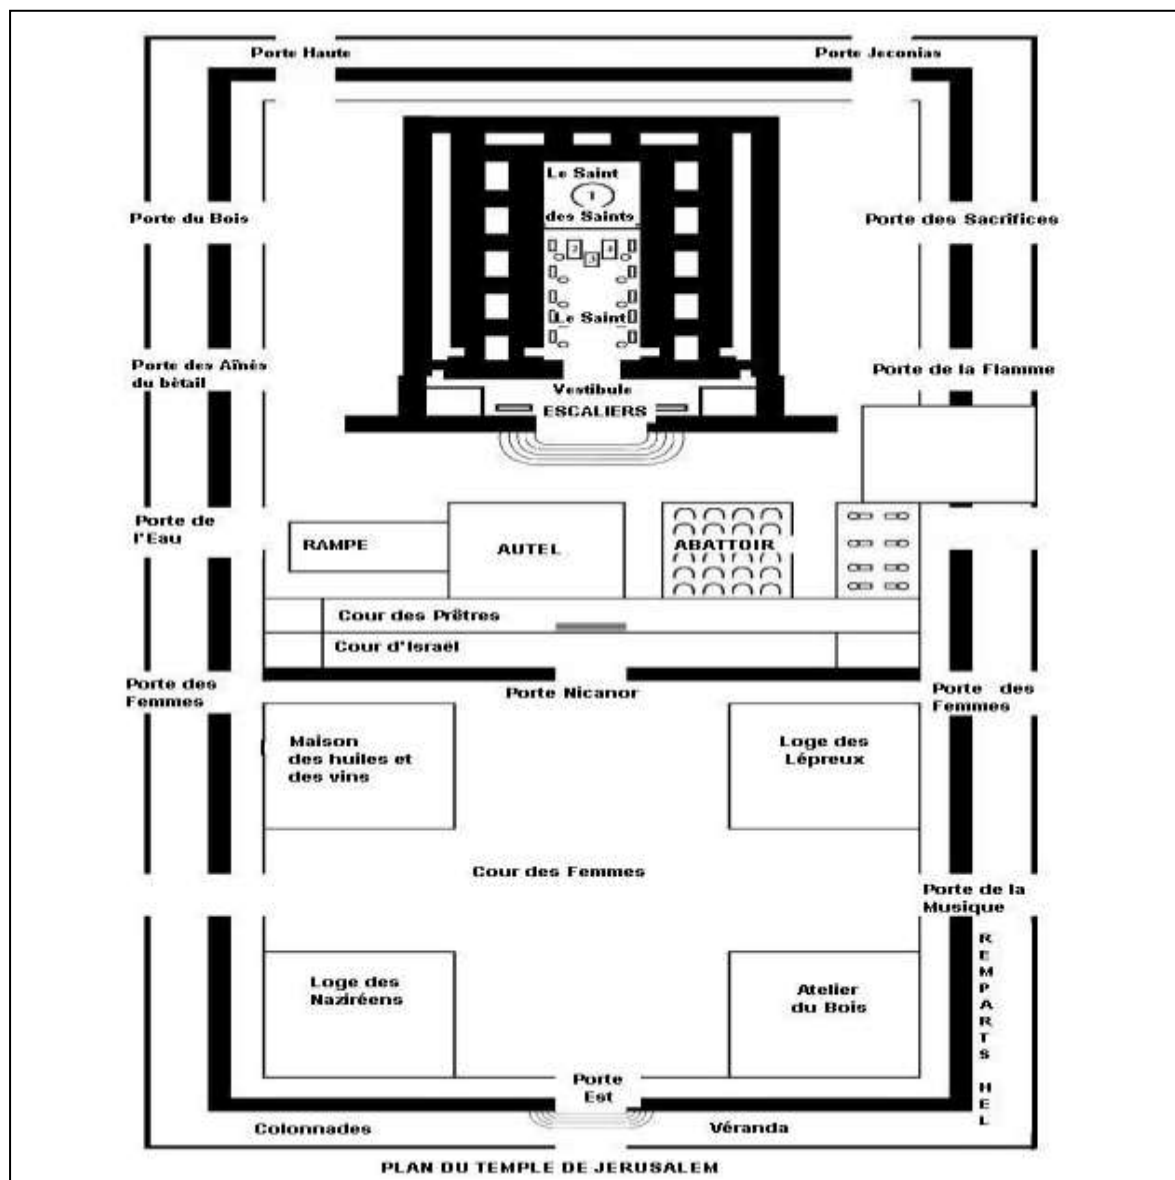 Porte Haute
Porte Jeconias
Le Saint
1
des Saints
Porte du Bois
Porte des Sacrifices
2
4
3
Le Saint
Porte des Aînés
du bétail
Porte de la Flamme
Vestibule
ESCALIERS
Porte de
l'Eau
RAMPE
AUTEL
ABATTOIR
Cour des Prêtres
Cour d'Israël
Porte des
Femmes
Porte Nicanor
Porte des
Femmes
Maison
des huiles et
des vins
Loge des
Lépreux
Cour des Femmes
Porte de la
Musique
REMPARTS HEL
Loge des
Naziréens
Atelier
du Bois
Porte
Est
Colonnades
Véranda
PLAN DU TEMPLE DE JERUSALEM